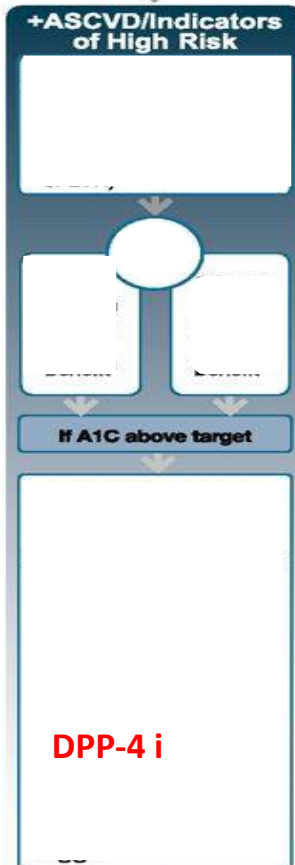 +ASCVD/Indicators
of High Risk
If A1C above target
DPP-4 i